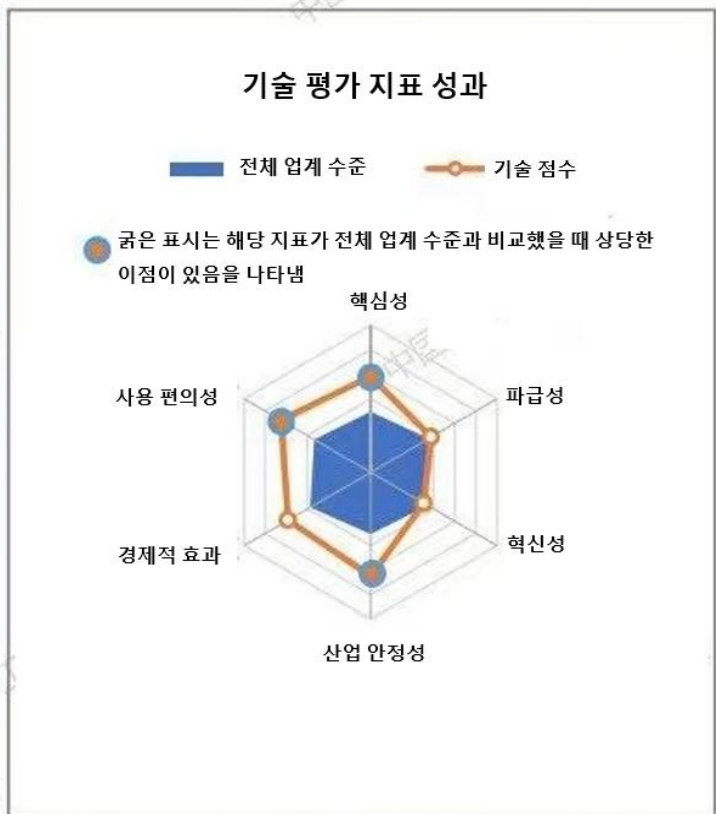 기술 평가 지표 성과
전체 업계 수준
기술 점수
굵은 표시는 해당 지표가 전체 업계 수준과 비교했을 때 상당한
이점이 있음을 나타냄
핵심성
사용 편의성
파급성
경제적 효과
혁신성
산업 안정성